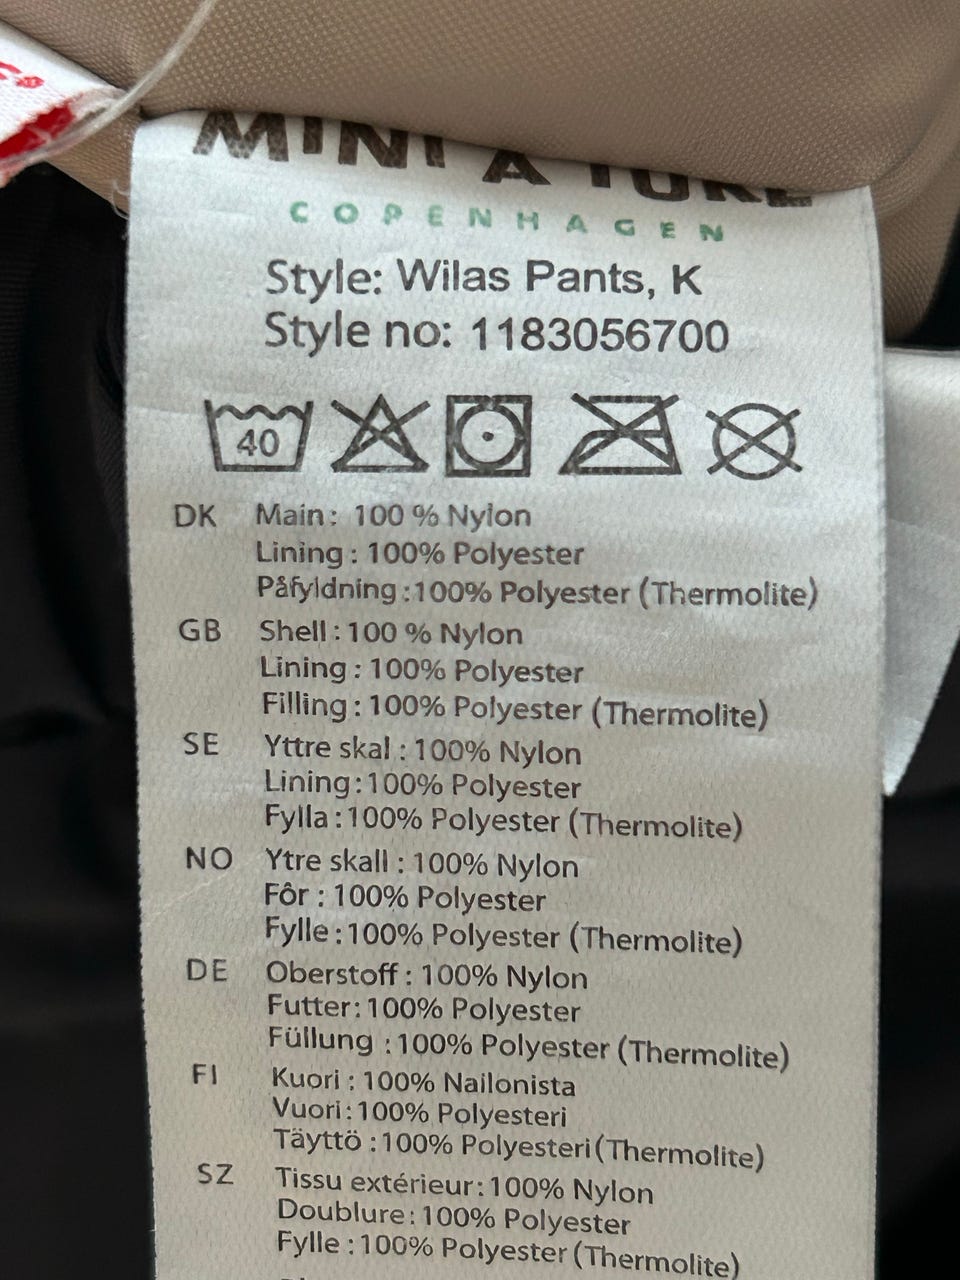 MINI A TURE
COPENHAGEN
Style: Wilas Pants, K
Style no: 1183056700
40
DK Main: 100 % Nylon
Lining : 100% Polyester
Påfyldning :100% Polyester (Thermolite)
GB Shell : 100 % Nylon
Lining : 100% Polyester
Filling : 100% Polyester (Thermolite)
SE Yttre skal : 100% Nylon
Lining : 100% Polyester
Fylla : 100% Polyester (Thermolite)
NO Ytre skall : 100% Nylon
Fôr : 100% Polyester
Fylle : 100% Polyester (Thermolite)
DE Oberstoff : 100% Nylon
Futter: 100% Polyester
Füllung : 100% Polyester (Thermolite)
FI Kuori : 100% Nailonista
Vuori: 100% Polyesteri
Täyttö : 100% Polyesteri (Thermolite)
SZ Tissu extérieur: 100% Nylon
Doublure: 100% Polyester
Fylle : 100% Polyester (Thermolite)